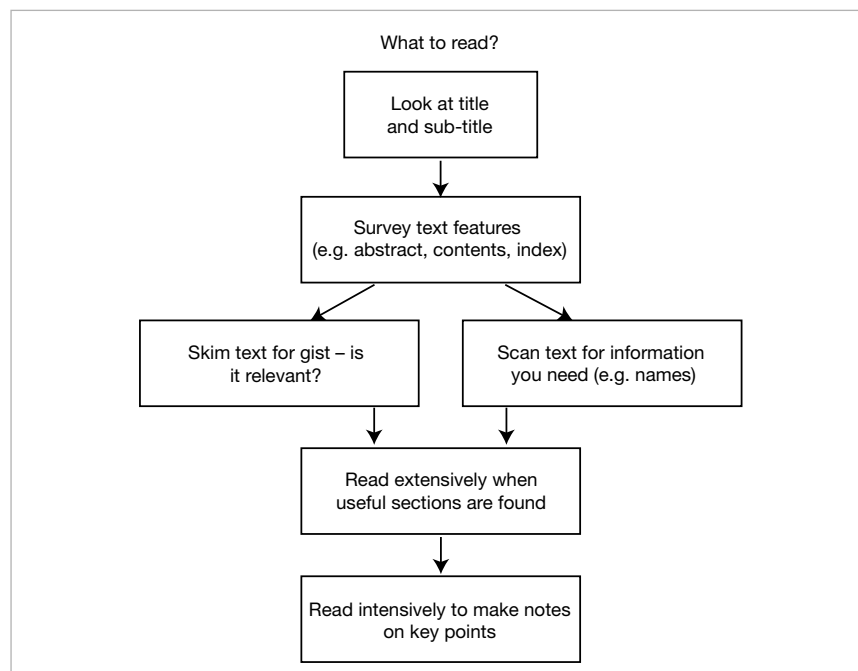 What to read?
Look at title
and sub-title
Survey text features
(e.g. abstract, contents, index)
Skim text for gist – is
it relevant?
Scan text for information
you need (e.g. names)
Read extensively when
useful sections are found
Read intensively to make notes
on key points